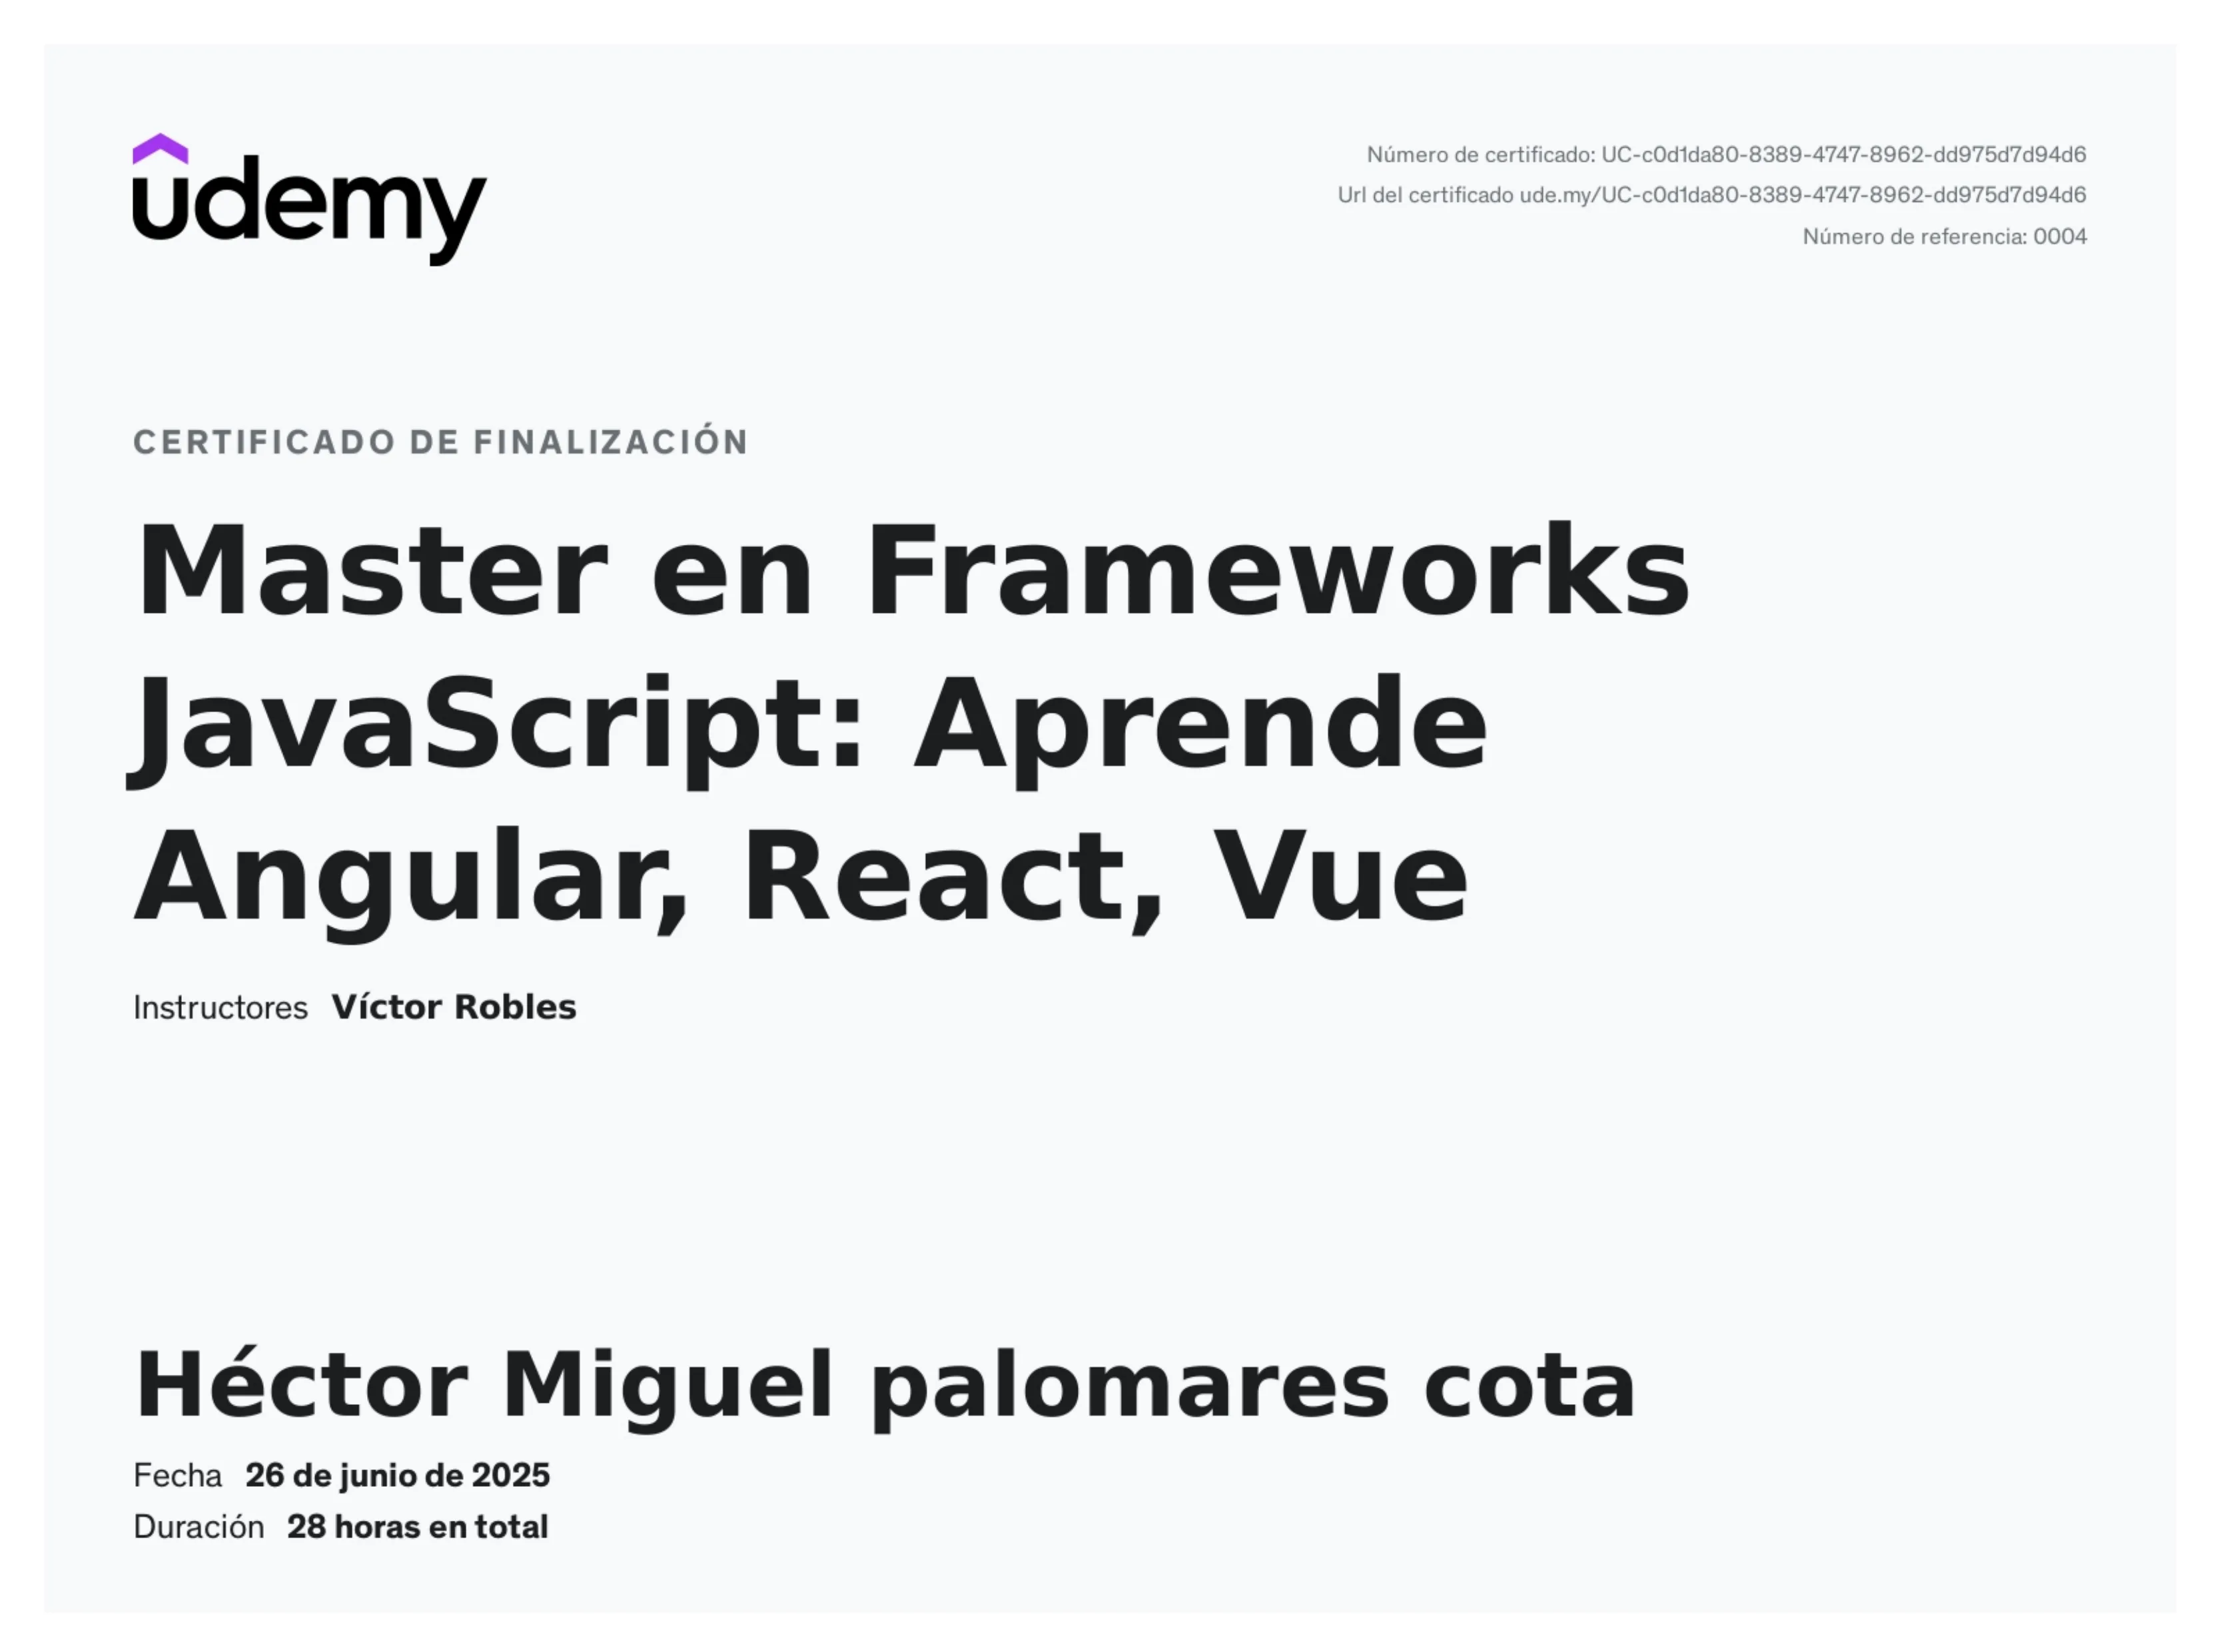 udemy
Número de certificado: UC-c0d1da80-8389-4747-8962-dd975d7d94d6
Url del certificado ude.my/UC-c0d1da80-8389-4747-8962-dd975d7d94d6
Número de referencia: 0004
CERTIFICADO DE FINALIZACIÓN
Master en Frameworks
JavaScript: Aprende
Angular, React, Vue
Instructores Víctor Robles
Héctor Miguel palomares cota
Fecha 26 de junio de 2025
Duración 28 horas en total